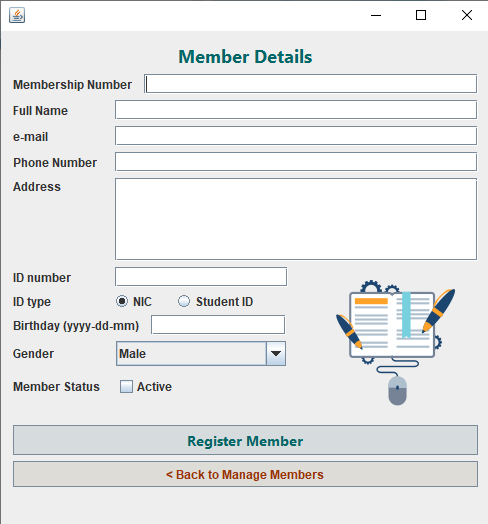 Member Details
Membership Number
Full Name
e-mail
Phone Number
Address
ID number
ID type NIC Student ID
Birthday (yyyy-dd-mm)
Gender Male
Member Status Active
Register Member
< Back to Manage Members